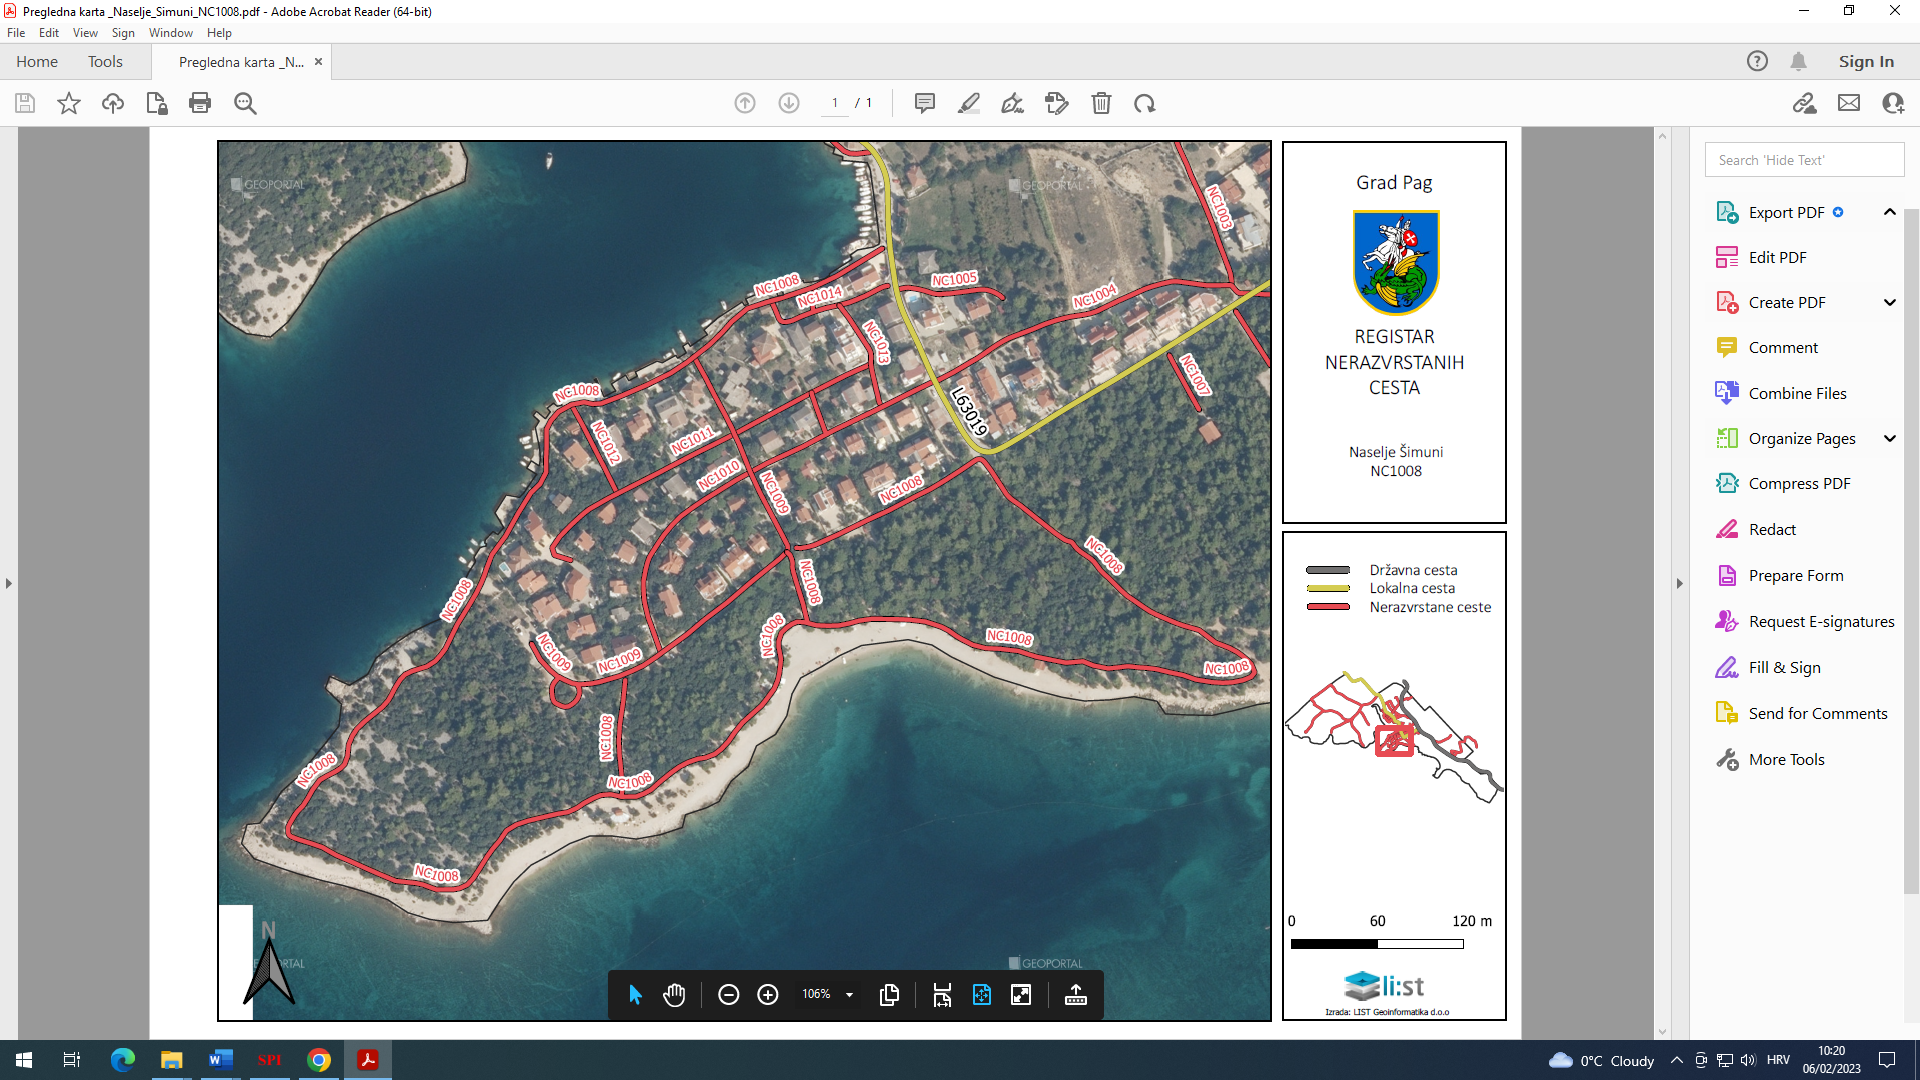 Pregledna karta _Naselje_Simuni_NC1008.pdf - Adobe Acrobat Reader (64-bit)
File Edit View Sign Window Help
Home Tools Pregledna karta _N... ×
Sign In
1 / 1
GEOPORTAL
GEOPORTAL
NC1003
NC1008
NC1014
NC1005
NC1004
NC1013
NC1007
NC1008
L63019
NC1012
NC1011
NC1010
NC1009
NC1008
NC1008
NC1008
NC1008
NC1008
NC1008
NC1008
NC1009
NC1009
NC1008
NC1008
NC1008
NC1008
NC1008
N
GEOPORTAL
106%
Grad Pag
REGISTAR
NERAZVRSTANIH
CESTA
Naselje Šimuni
NC1008
Državna cesta
Lokalna cesta
Nerazvrstane ceste
0 60 120 m
li:st
Izrada: LIST Geoinformatika d.o.o
Search 'Hide Text'
Export PDF
Edit PDF
Create PDF
Comment
Combine Files
Organize Pages
Compress PDF
Redact
Prepare Form
Request E-signatures
Fill & Sign
Send for Comments
More Tools
SPI
0°C Cloudy
HRV
10:20
06/02/2023